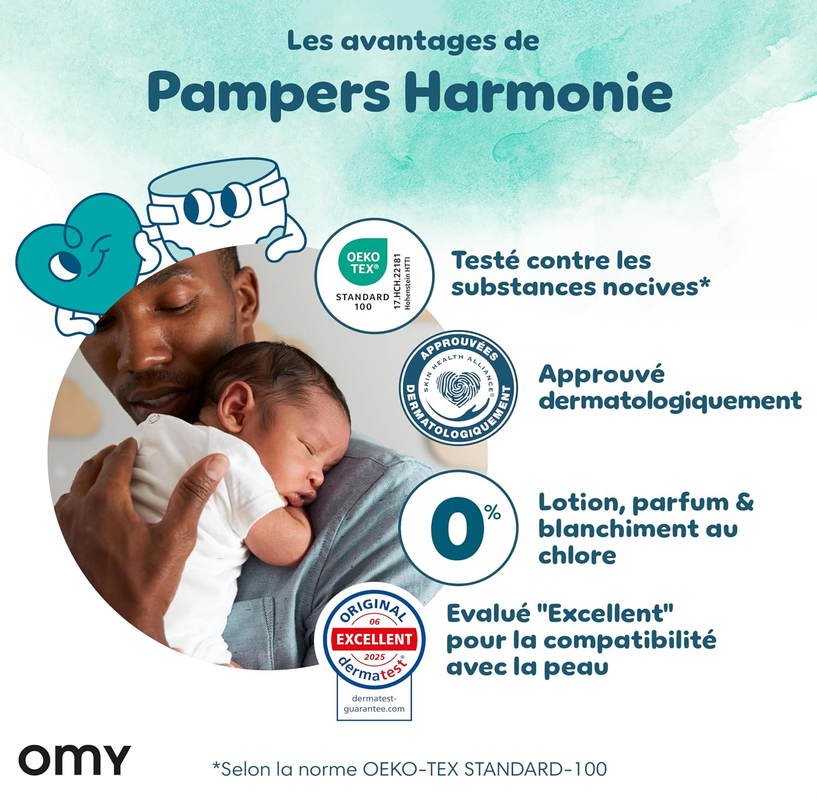 Les avantages de
Pampers Harmonie
OEKO
TEX®
STANDARD
100
17.HCH.22181
Hohenstein HTTI
Testé contre les
substances nocives*
APPROUVÉES
SKIN HEALTH ALLIANCE®
DERMATOLOGIQUEMENT
Approuvé
dermatologiquement
0%
Lotion, parfum &
blanchiment au
chlore
ORIGINAL
06
EXCELLENT
2025
dermatest®
dermatest-
guarantee.com
Evalué "Excellent"
pour la compatibilité
avec la peau
omy
*Selon la norme OEKO-TEX STANDARD-100